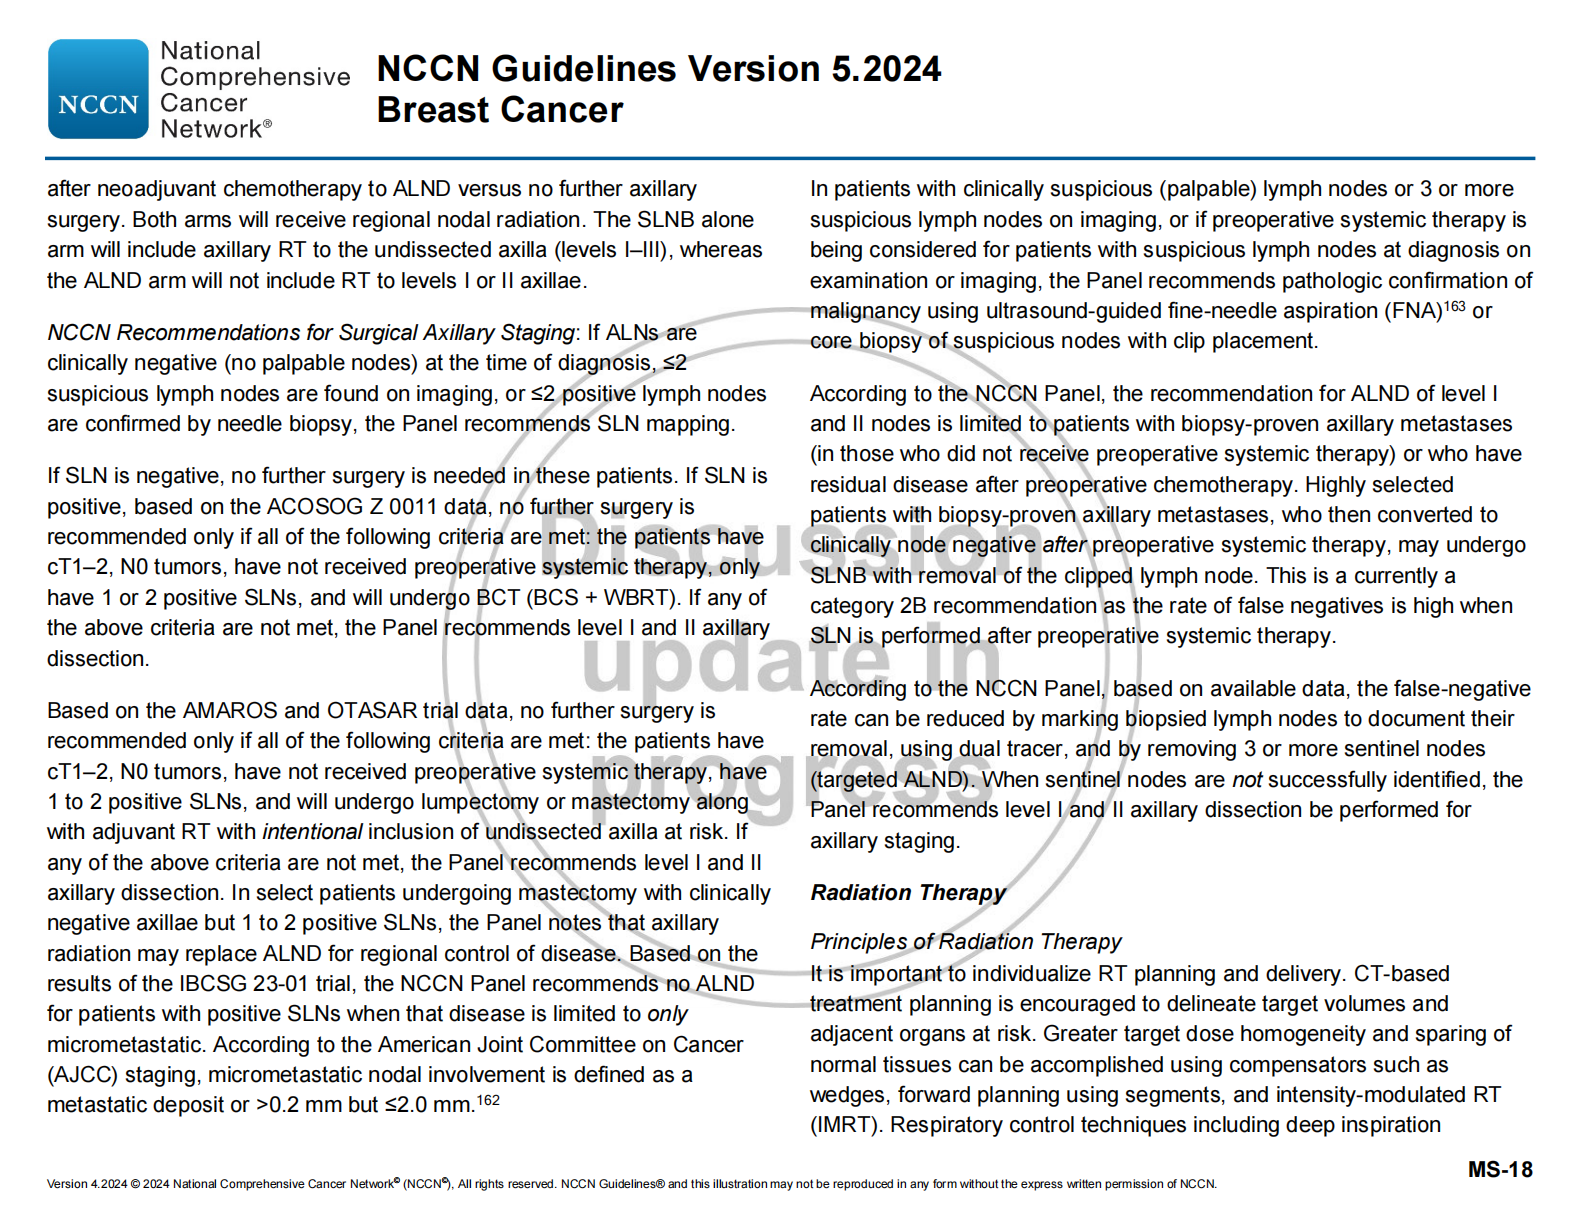 National
Comprehensive
Cancer
Network®
NCCN
NCCN Guidelines Version 5.2024
Breast Cancer
after neoadjuvant chemotherapy to ALND versus no further axillary
surgery. Both arms will receive regional nodal radiation. The SLNB alone
arm will include axillary RT to the undissected axilla (levels I–III), whereas
the ALND arm will not include RT to levels I or II axillae.
NCCN Recommendations for Surgical Axillary Staging: If ALNs are
clinically negative (no palpable nodes) at the time of diagnosis, ≤2
suspicious lymph nodes are found on imaging, or ≤2 positive lymph nodes
are confirmed by needle biopsy, the Panel recommends SLN mapping.
If SLN is negative, no further surgery is needed in these patients. If SLN is
positive, based on the ACOSOG Z 0011 data, no further surgery is
recommended only if all of the following criteria are met: the patients have
cT1–2, N0 tumors, have not received preoperative systemic therapy, only
have 1 or 2 positive SLNs, and will undergo BCT (BCS + WBRT). If any of
the above criteria are not met, the Panel recommends level I and II axillary
dissection.
Based on the AMAROS and OTASAR trial data, no further surgery is
recommended only if all of the following criteria are met: the patients have
cT1–2, N0 tumors, have not received preoperative systemic therapy, have
1 to 2 positive SLNs, and will undergo lumpectomy or mastectomy along
with adjuvant RT with intentional inclusion of undissected axilla at risk. If
any of the above criteria are not met, the Panel recommends level I and II
axillary dissection. In select patients undergoing mastectomy with clinically
negative axillae but 1 to 2 positive SLNs, the Panel notes that axillary
radiation may replace ALND for regional control of disease. Based on the
results of the IBCSG 23-01 trial, the NCCN Panel recommends no ALND
for patients with positive SLNs when that disease is limited to only
micrometastatic. According to the American Joint Committee on Cancer
(AJCC) staging, micrometastatic nodal involvement is defined as a
metastatic deposit or >0.2 mm but ≤2.0 mm.162
In patients with clinically suspicious (palpable) lymph nodes or 3 or more
suspicious lymph nodes on imaging, or if preoperative systemic therapy is
being considered for patients with suspicious lymph nodes at diagnosis on
examination or imaging, the Panel recommends pathologic confirmation of
malignancy using ultrasound-guided fine-needle aspiration (FNA)163 or
core biopsy of suspicious nodes with clip placement.
According to the NCCN Panel, the recommendation for ALND of level I
and II nodes is limited to patients with biopsy-proven axillary metastases
(in those who did not receive preoperative systemic therapy) or who have
residual disease after preoperative chemotherapy. Highly selected
patients with biopsy-proven axillary metastases, who then converted to
clinically node negative after preoperative systemic therapy, may undergo
SLNB with removal of the clipped lymph node. This is a currently a
category 2B recommendation as the rate of false negatives is high when
SLN is performed after preoperative systemic therapy.
According to the NCCN Panel, based on available data, the false-negative
rate can be reduced by marking biopsied lymph nodes to document their
removal, using dual tracer, and by removing 3 or more sentinel nodes
(targeted ALND). When sentinel nodes are not successfully identified, the
Panel recommends level I and II axillary dissection be performed for
axillary staging.
Radiation Therapy
Principles of Radiation Therapy
It is important to individualize RT planning and delivery. CT-based
treatment planning is encouraged to delineate target volumes and
adjacent organs at risk. Greater target dose homogeneity and sparing of
normal tissues can be accomplished using compensators such as
wedges, forward planning using segments, and intensity-modulated RT
(IMRT). Respiratory control techniques including deep inspiration
Discussion
update in
progress
MS-18
Version 4.2024 © 2024 National Comprehensive Cancer Network© (NCCN©), All rights reserved. NCCN Guidelines® and this illustration may not be reproduced in any form without the express written permission of NCCN.